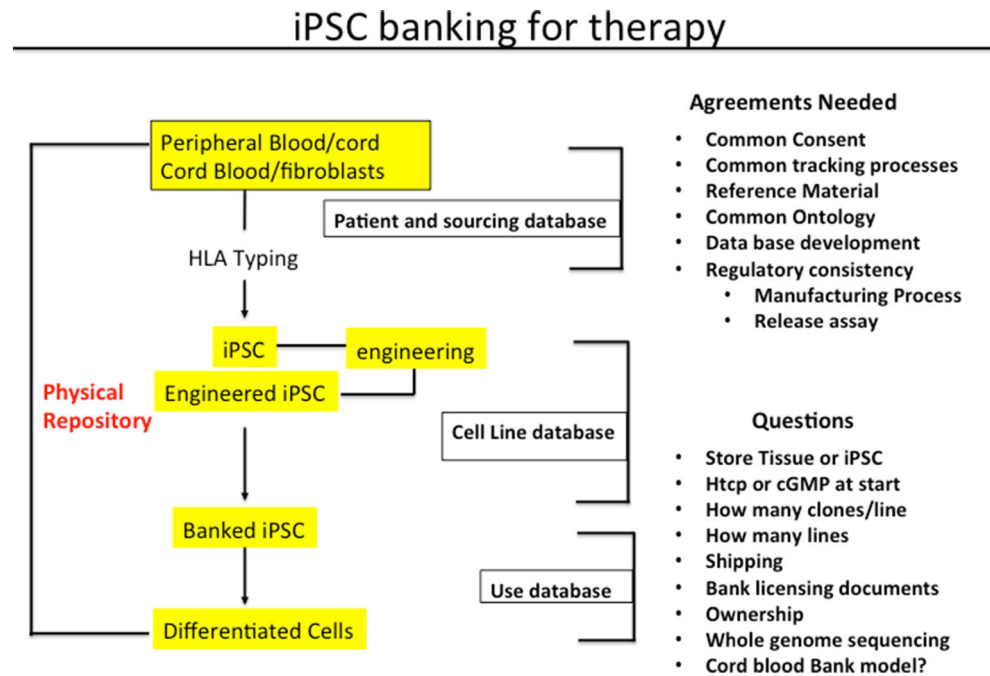 iPSC banking for therapy
Peripheral Blood/cord
Cord Blood/fibroblasts
Patient and sourcing database
HLA Typing
iPSC
engineering
Engineered iPSC
Physical
Repository
Cell Line database
Banked iPSC
Use database
Differentiated Cells
Agreements Needed
• Common Consent
• Common tracking processes
• Reference Material
• Common Ontology
• Data base development
• Regulatory consistency
• Manufacturing Process
• Release assay
Questions
• Store Tissue or iPSC
• Htcp or cGMP at start
• How many clones/line
• How many lines
• Shipping
• Bank licensing documents
• Ownership
• Whole genome sequencing
• Cord blood Bank model?